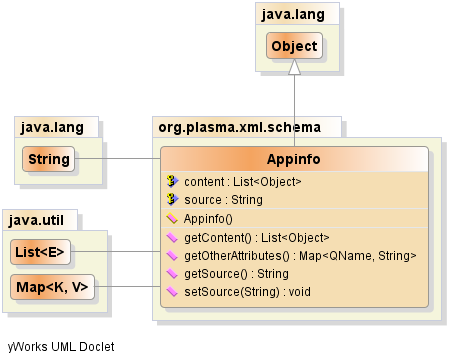 java.lang
Object
java.lang
String
org.plasma.xml.schema
Appinfo
content : List<Object>
source : String
Appinfo()
getContent() : List<Object>
getOtherAttributes() : Map<QName, String>
getSource() : String
setSource(String) : void
java.util
List<E>
Map<K, V>
yWorks UML Doclet